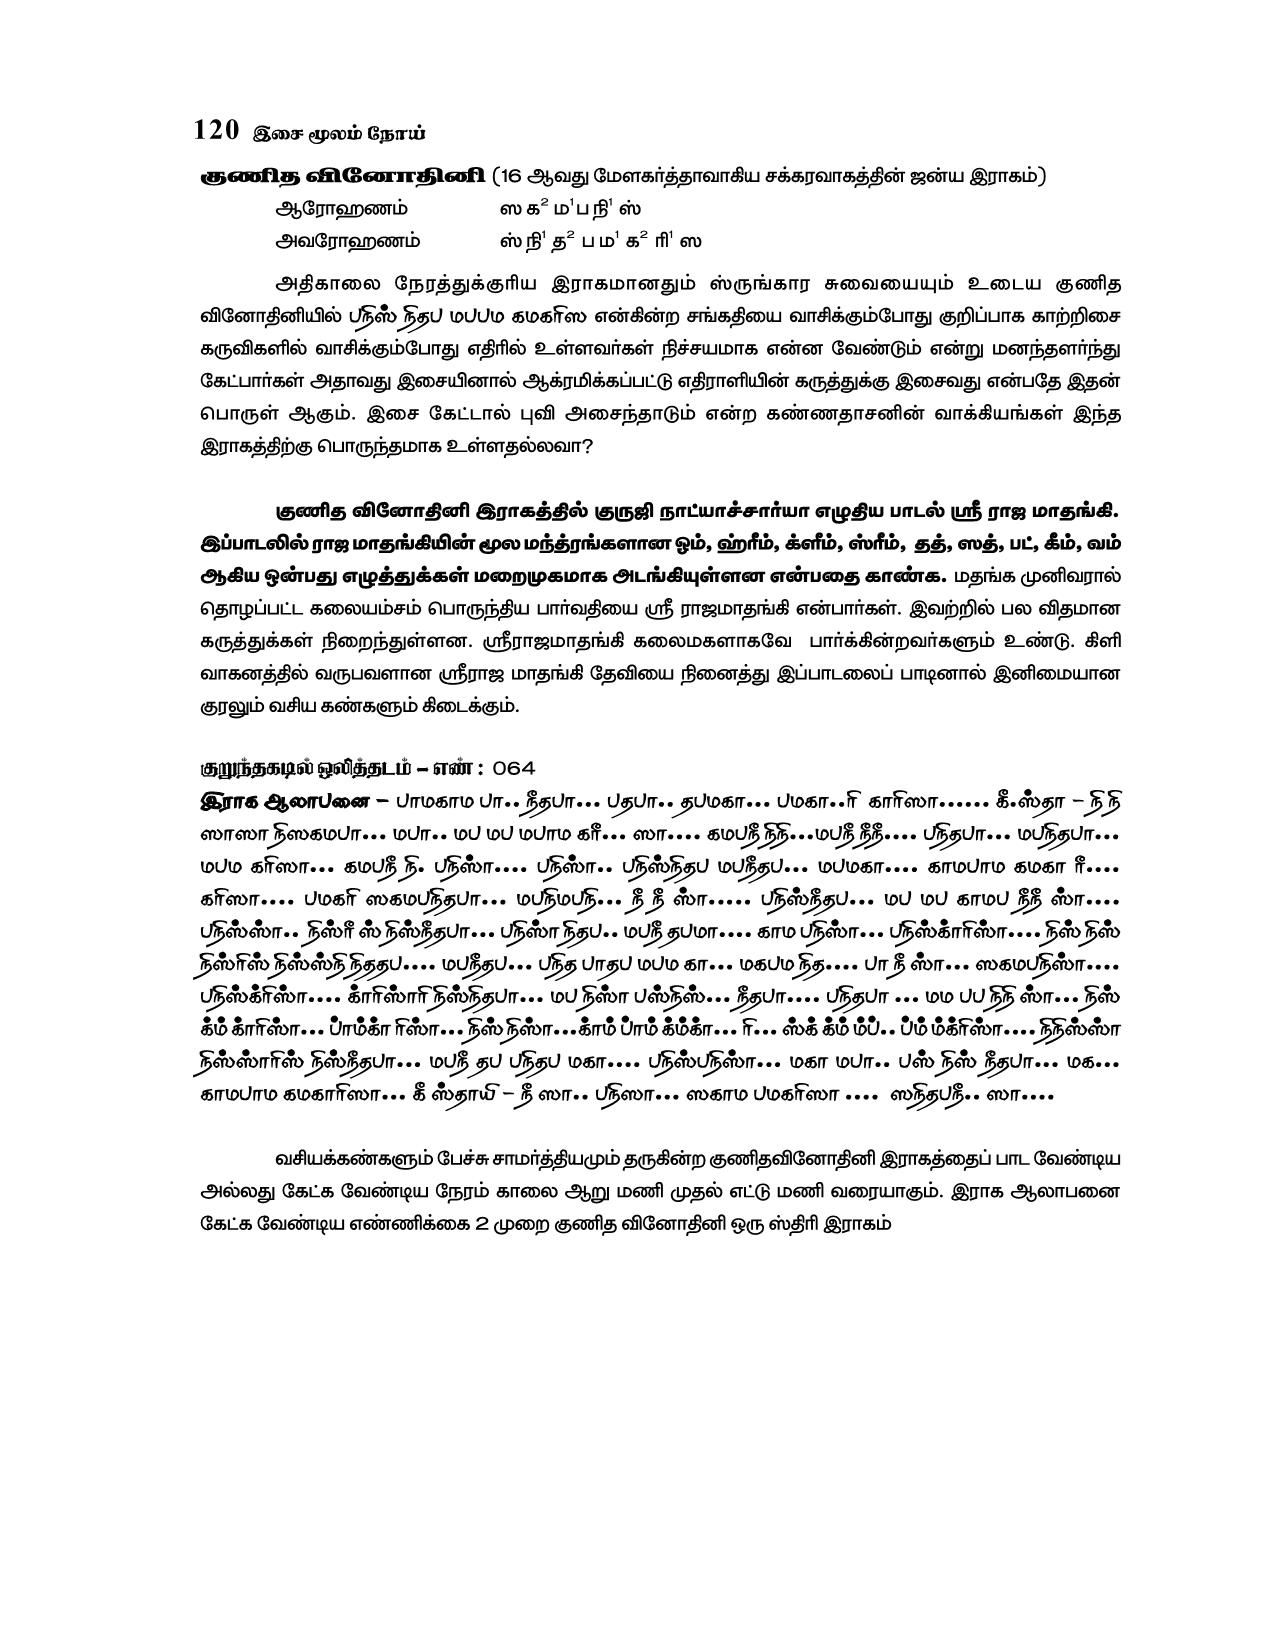 120 இசை மூலம் நோய்
குணித வினோதினி (16 ஆவது மேளகர்த்தாவாகிய சக்கரவாகத்தின் ஜன்ய இராகம்)
ஆரோஹணம் ஸ க² ம¹ ப நி¹ ஸ்
அவரோஹணம் ஸ் நி¹ த² ப ம¹ க² ரி¹ ஸ
அதிகாலை நேரத்துக்குரிய இராகமானதும் ஸ்ருங்கார சுவையையும் உடைய குணித
வினோதினியில் பநிஸ் நிதப மபபம கமகரிஸ என்கின்ற சங்கதியை வாசிக்கும்போது குறிப்பாக காற்றிசை
கருவிகளில் வாசிக்கும்போது எதிரில் உள்ளவர்கள் நிச்சயமாக என்ன வேண்டும் என்று மனந்தளர்ந்து
கேட்பார்கள் அதாவது இசையினால் ஆக்ரமிக்கப்பட்டு எதிராளியின் கருத்துக்கு இசைவது என்பதே இதன்
பொருள் ஆகும். இசை கேட்டால் புவி அசைந்தாடும் என்ற கண்ணதாசனின் வாக்கியங்கள் இந்த
இராகத்திற்கு பொருந்தமாக உள்ளதல்லவா?
குணித வினோதினி இராகத்தில் குருஜி நாட்யாச்சார்யா எழுதிய பாடல் ஸ்ரீ ராஜ மாதங்கி.
இப்பாடலில் ராஜ மாதங்கியின் மூல மந்த்ரங்களான ஒம், ஹ்ரீம், க்ளீம், ஸ்ரீம், தத், ஸத், பட், கீம், வம்
ஆகிய ஒன்பது எழுத்துக்கள் மறைமுகமாக அடங்கியுள்ளன என்பதை காண்க. மதங்க முனிவரால்
தொழப்பட்ட கலையம்சம் பொருந்திய பார்வதியை ஸ்ரீ ராஜமாதங்கி என்பார்கள். இவற்றில் பல விதமான
கருத்துக்கள் நிறைந்துள்ளன. ஸ்ரீராஜமாதங்கி கலைமகளாகவே பார்க்கின்றவர்களும் உண்டு. கிளி
வாகனத்தில் வருபவளான ஸ்ரீராஜ மாதங்கி தேவியை நினைத்து இப்பாடலைப் பாடினால் இனிமையான
குரலும் வசிய கண்களும் கிடைக்கும்.
குறுந்தகடில் ஒலித்தடம் – எண் : 064
இராக ஆலாபனை – பாமகாம பா.. நீதபா... பதபா.. தபமகா... பமகா..ரி காரிஸா...... கீ.ஸ்தா – நி நி
ஸாஸா நிஸகமபா... மபா.. மப மப மபாம கரீ... ஸா.... கமபநீ நிநி...மபநீ நீநீ.... பநிதபா... மபநிதபா...
மபம கரிஸா... கமபநீ நி. பநிஸா.... பநிஸா.. பநிஸ்நிதப மபநீதப... மபமகா.... காமபாம கமகா ரீ....
கரிஸா.... பமகரி ஸகமபநிதபா... மபநிமபநி... நீ நீ ஸா..... பநிஸ்நீதப... மப மப காமப நீநீ ஸா....
பநிஸ்ஸா.. நிஸ்ரீ ஸ் நிஸ்நீதபா... பநிஸா நிதப.. மபநீ தபமா.... காம பநிஸா... பநிஸ்காரிஸா.... நிஸ் நிஸ்
நிஸ்ரிஸ் நிஸ்ஸ்நி நிததப.... மபநீதப... பநித பாதப மபம கா... மகபம நித.... பா நீ ஸா... ஸகமபநிஸா....
பநிஸ்கரிஸா.... காரிஸாரி நிஸ்நிதபா... மப நிஸா பஸ்நிஸ்... நீதபா.... பநிதபா ... மம பப நிநி ஸா... நிஸ்
க்ம் காரிஸா... பாம்கா ரிஸா... நிஸ் நிஸா...காம் பாம் க்ம்கா... ரி... ஸ்க் க்ம் ம்ப்.. ப்ம் ம்கரிஸா.... நிநிஸ்ஸா
நிஸ்ஸாரிஸ் நிஸ்நீதபா... மபநீ தப பநிதப மகா.... பநிஸ்பநிஸா... மகா மபா.. பஸ் நிஸ் நீதபா... மக...
காமபாம கமகாரிஸா... கீ ஸ்தாயி – நீ ஸா.. பநிஸா... ஸகாம பமகரிஸா .... ஸநிதபநீ.. ஸா....
வசியக்கண்களும் பேச்சு சாமர்த்தியமும் தருகின்ற குணிதவினோதினி இராகத்தைப் பாட வேண்டிய
அல்லது கேட்க வேண்டிய நேரம் காலை ஆறு மணி முதல் எட்டு மணி வரையாகும். இராக ஆலாபனை
கேட்க வேண்டிய எண்ணிக்கை 2 முறை குணித வினோதினி ஒரு ஸ்திரி இராகம்